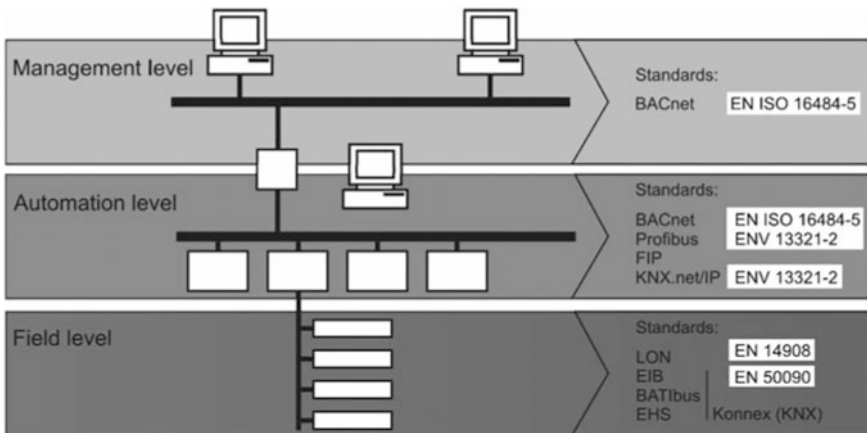 Management level
Standards:
BACnet EN ISO 16484-5
Automation level
Standards:
BACnet EN ISO 16484-5
Profibus ENV 13321-2
FIP
KNX.net/IP ENV 13321-2
Field level
Standards:
LON EN 14908
EIB EN 50090
BATIbus
EHS Konnex (KNX)